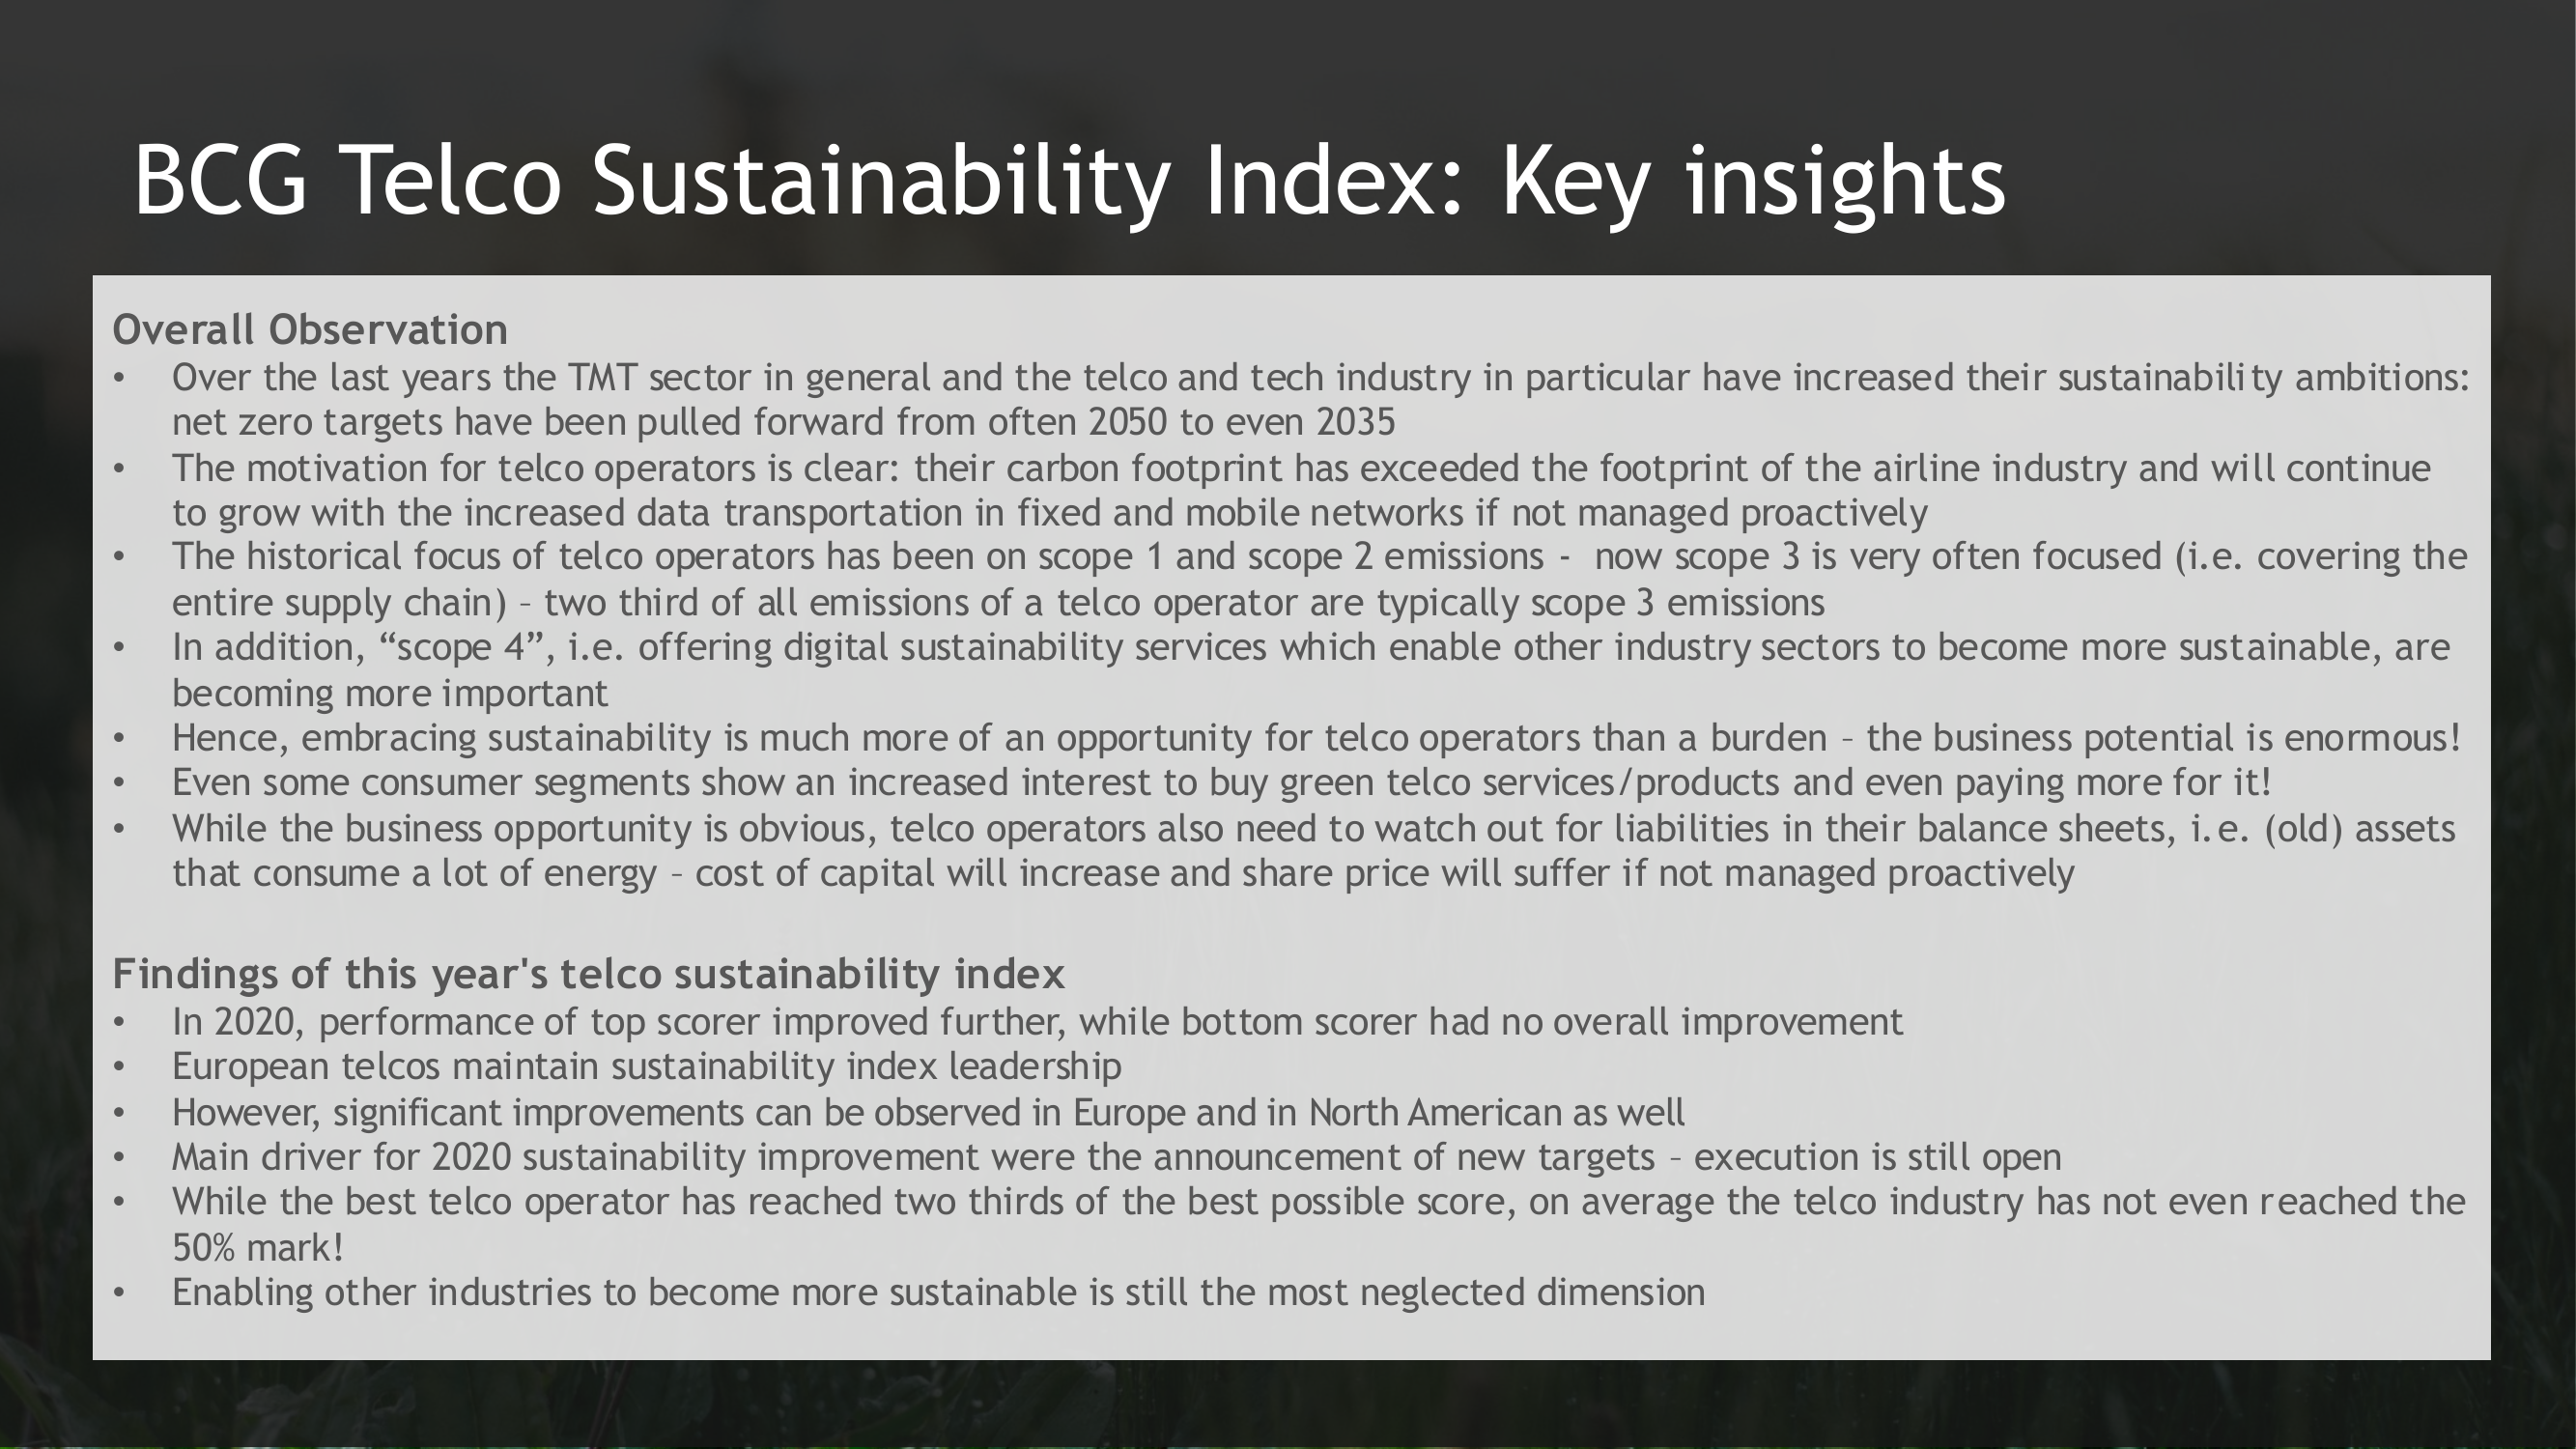 BCG Telco Sustainability Index: Key insights
Overall Observation
• Over the last years the TMT sector in general and the telco and tech industry in particular have increased their sustainability ambitions:
net zero targets have been pulled forward from often 2050 to even 2035
• The motivation for telco operators is clear: their carbon footprint has exceeded the footprint of the airline industry and will continue
to grow with the increased data transportation in fixed and mobile networks if not managed proactively
• The historical focus of telco operators has been on scope 1 and scope 2 emissions - now scope 3 is very often focused (i.e. covering the
entire supply chain) – two third of all emissions of a telco operator are typically scope 3 emissions
• In addition, “scope 4”, i.e. offering digital sustainability services which enable other industry sectors to become more sustainable, are
becoming more important
• Hence, embracing sustainability is much more of an opportunity for telco operators than a burden – the business potential is enormous!
• Even some consumer segments show an increased interest to buy green telco services/products and even paying more for it!
• While the business opportunity is obvious, telco operators also need to watch out for liabilities in their balance sheets, i.e. (old) assets
that consume a lot of energy – cost of capital will increase and share price will suffer if not managed proactively
Findings of this year's telco sustainability index
• In 2020, performance of top scorer improved further, while bottom scorer had no overall improvement
• European telcos maintain sustainability index leadership
• However, significant improvements can be observed in Europe and in North American as well
• Main driver for 2020 sustainability improvement were the announcement of new targets – execution is still open
• While the best telco operator has reached two thirds of the best possible score, on average the telco industry has not even reached the
50% mark!
• Enabling other industries to become more sustainable is still the most neglected dimension